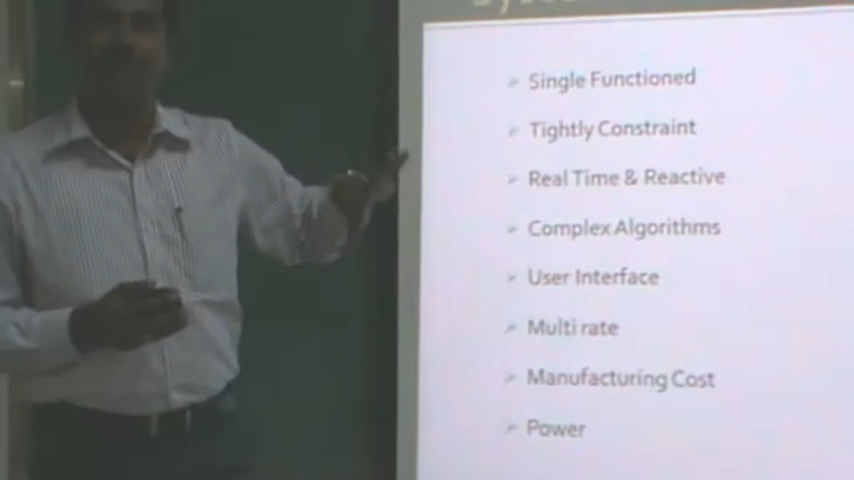 Single Functioned
Tightly Constraint
Real Time & Reactive
Complex Algorithms
User Interface
Multi rate
Manufacturing Cost
Power